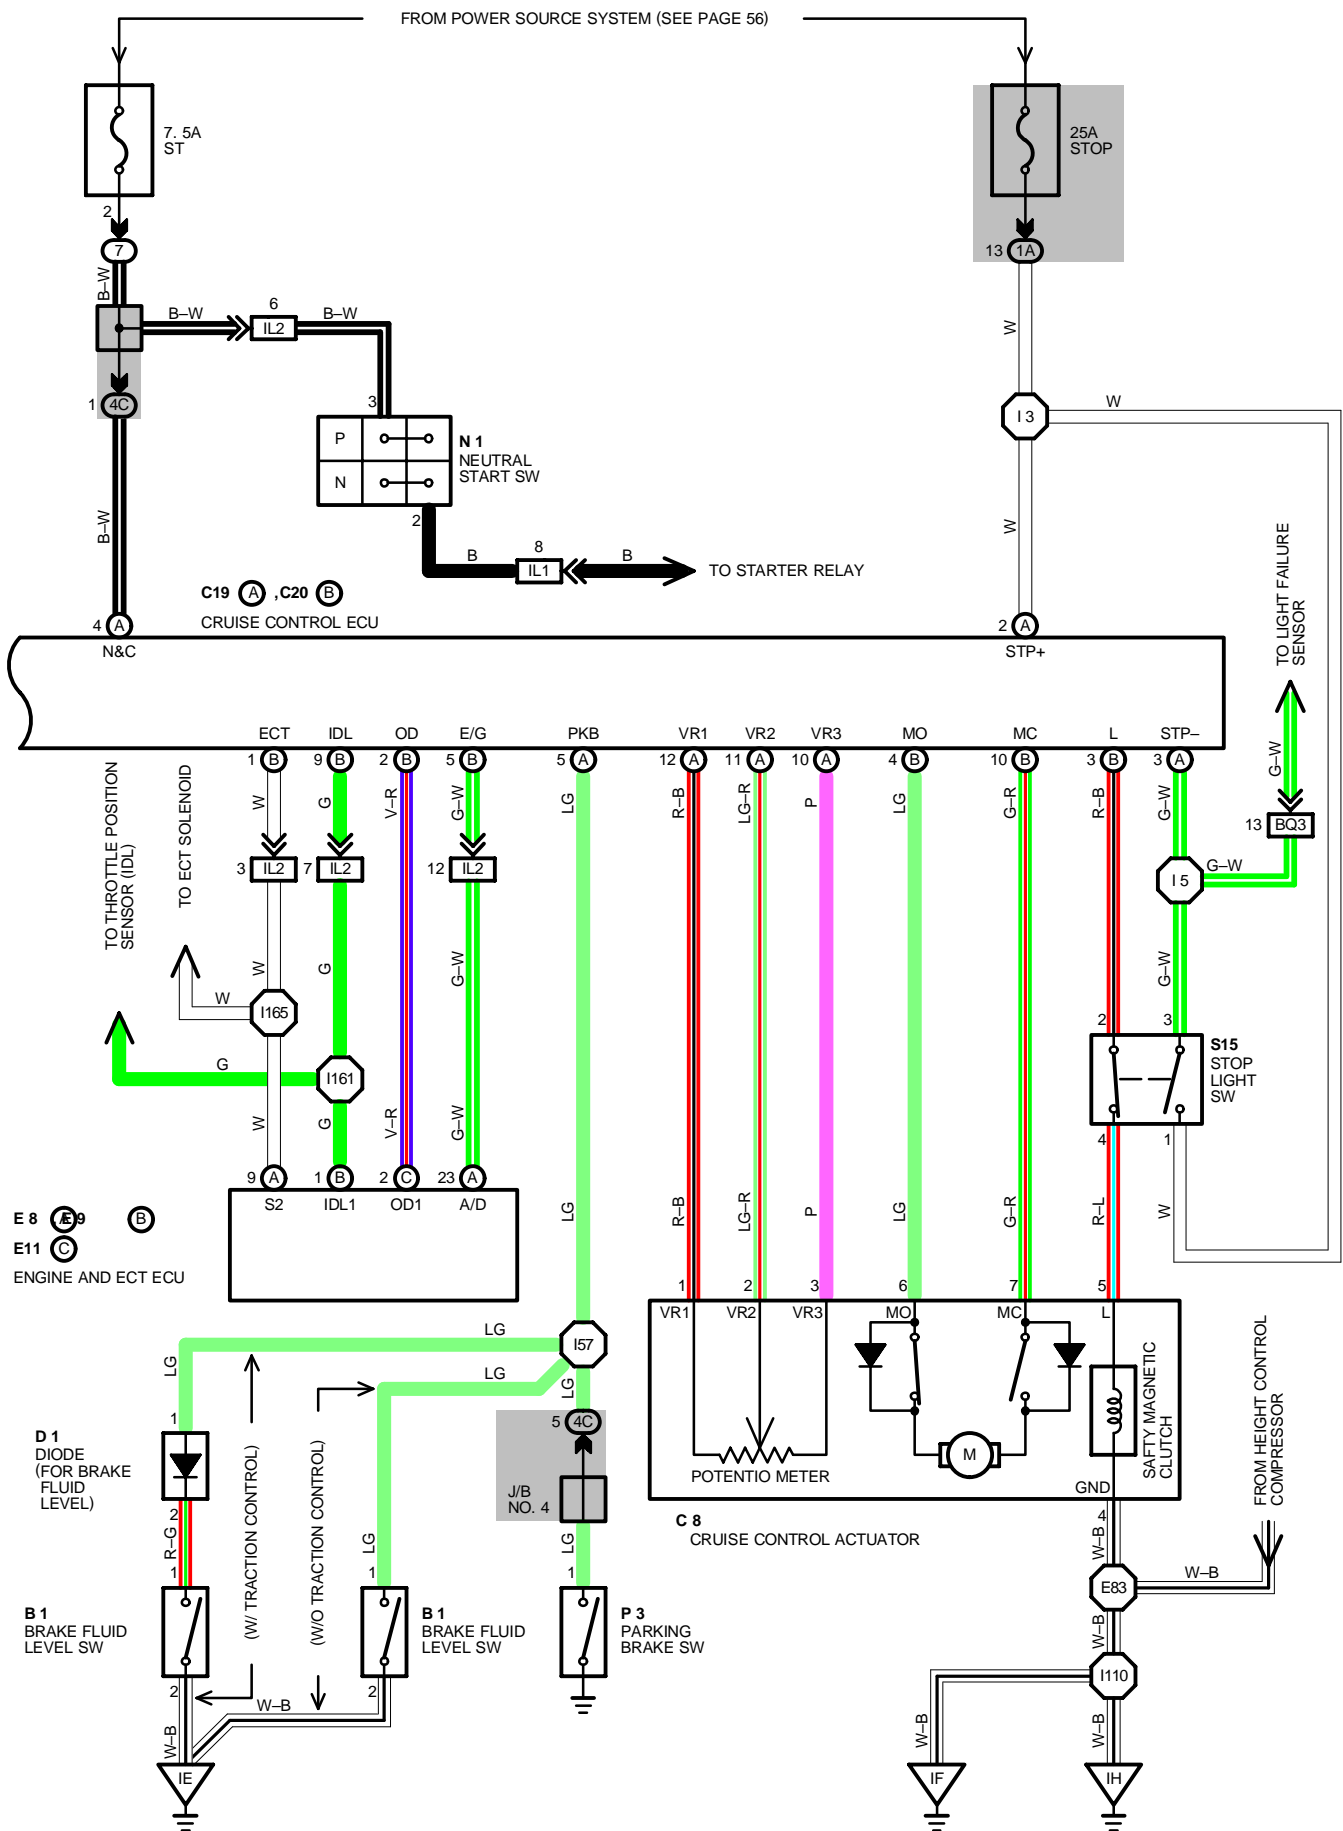 FROM POWER SOURCE SYSTEM (SEE PAGE 56)
7. 5A
ST
25A
STOP
2
7
13 1A
B–W
B–W
6
IL2
B–W
W
1 4C
3
P
N
N 1
NEUTRAL
START SW
I 3
W
B–W
2
B
8
IL1
B
TO STARTER RELAY
W
TO LIGHT FAILURE
SENSOR
C19 A ,C20 B
CRUISE CONTROL ECU
4 A
N&C
2 A
STP+
ECT IDL OD E/G PKB VR1 VR2 VR3 MO MC L STP–
1 B 9 B 2 B 5 B 5 A 12 A 11 A 10 A 4 B 10 B 3 B 3 A
TO THROTTLE POSITION
SENSOR (IDL)
TO ECT SOLENOID
W G V–R G–W LG R–B LG–R P LG G–R R–B G–W
G–W
13 BQ3
3 IL2 7 IL2 12 IL2
I 5
G–W
W G G–W G–W
W
I165
2 3
S15
STOP
LIGHT
SW
G
I161
W G V–R G–W
4 1
9 A 1 B 2 C 23 A
S2 IDL1 OD1 A/D
E 8 A E 9 B
E11 C
ENGINE AND ECT ECU
LG R–B LG–R P LG G–R R–L W
1 2 3 6 7 5
VR1 VR2 VR3 MO MC L
LG
I57
LG
LG
LG
1
D 1
DIODE
(FOR BRAKE
FLUID
LEVEL)
2
R–G
1
5 4C
J/B
NO. 4
POTENTIO METER
M
SAFTY MAGNETIC
CLUTCH
GND
C 8
CRUISE CONTROL ACTUATOR
4
FROM HEIGHT CONTROL
COMPRESSOR
(W/ TRACTION CONTROL)
(W/O TRACTION CONTROL)
LG
1
LG
1
W–B
E83
W–B
B 1
BRAKE FLUID
LEVEL SW
B 1
BRAKE FLUID
LEVEL SW
P 3
PARKING
BRAKE SW
W–B
I110
2
W–B
2
W–B
W–B
W–B
IE
IF
IH